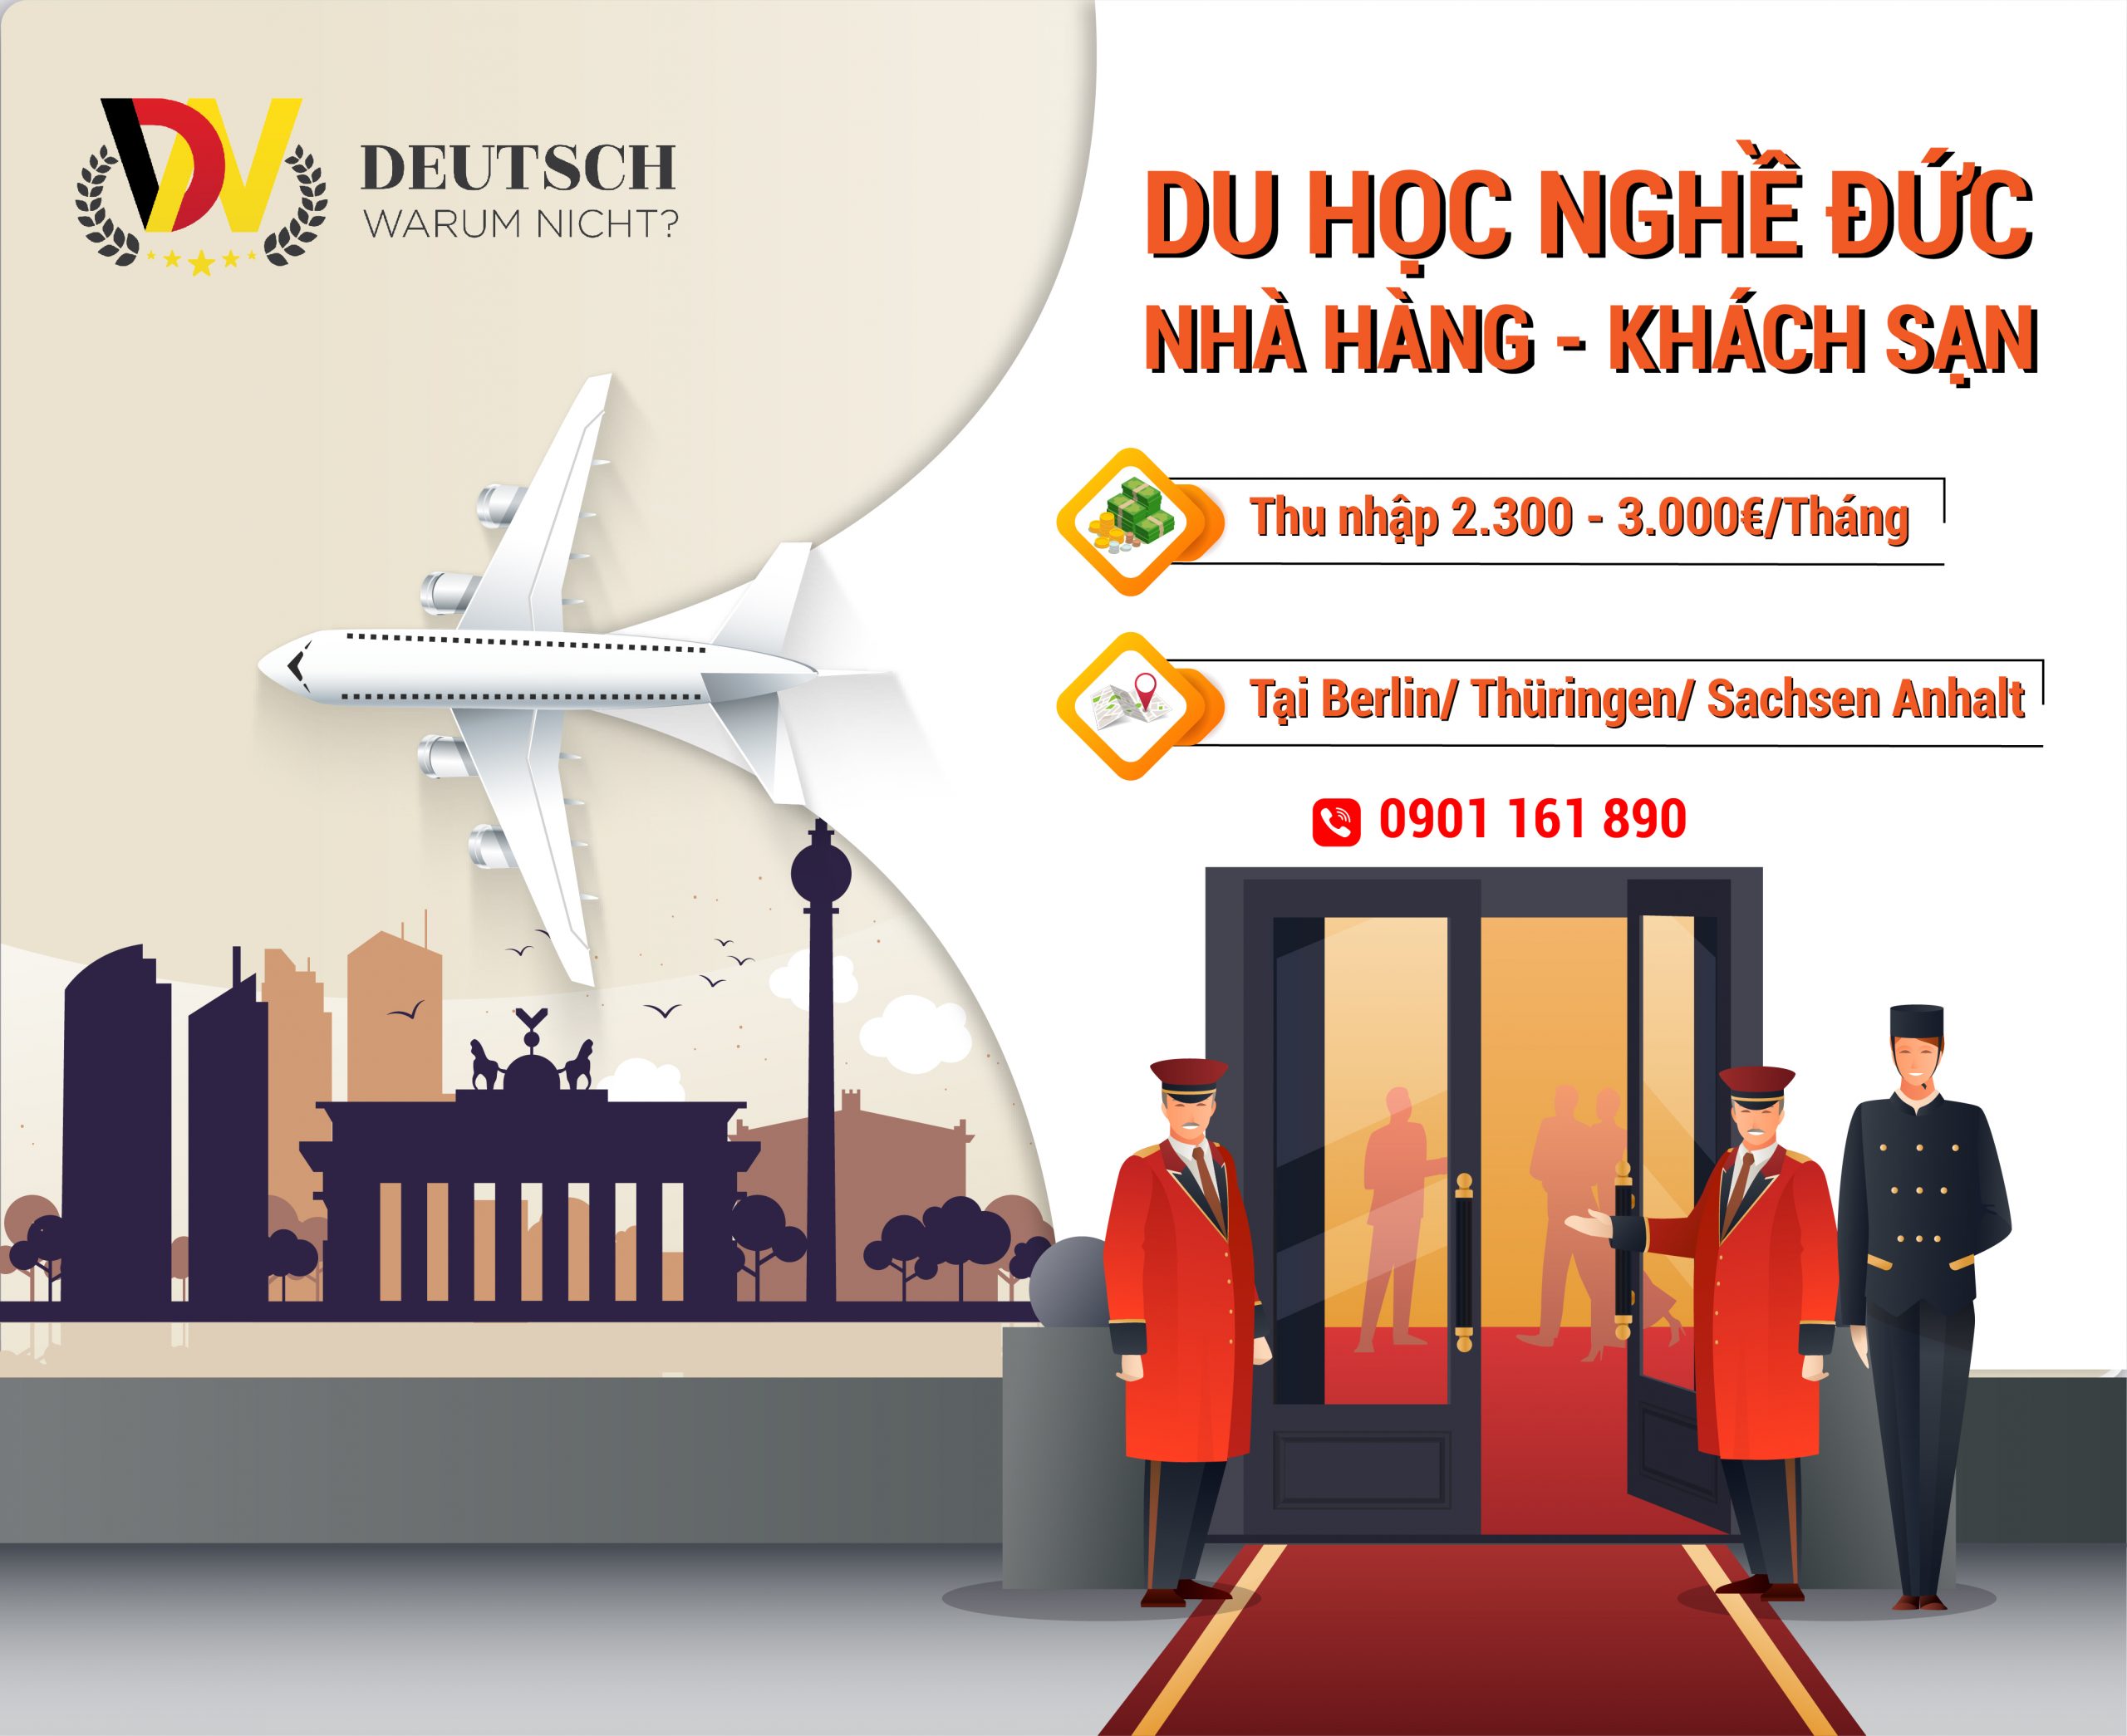 DEUTSCH
WARUM NICHT?
DU HỌC NGHỀ ĐỨC
NHÀ HÀNG - KHÁCH SẠN
Thu nhập 2.300 - 3.000€/Tháng
Tại Berlin/ Thüringen/ Sachsen Anhalt
0901 161 890